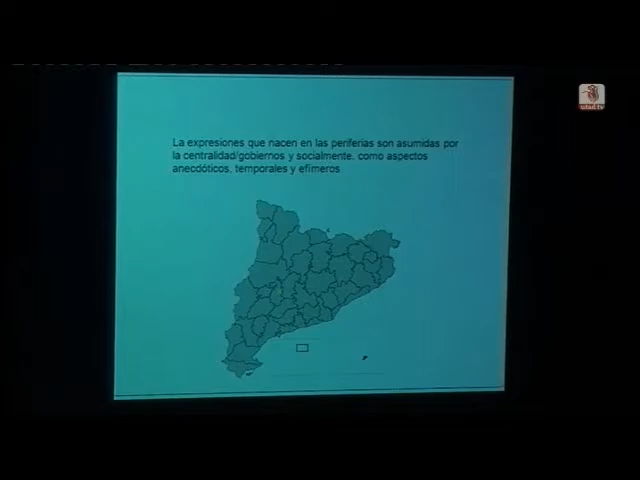 La expresiones que nacen en las periferias son asumidas por
la centralidad/gobiernos y socialmente, como aspectos
anecdóticos, temporales y efímeros